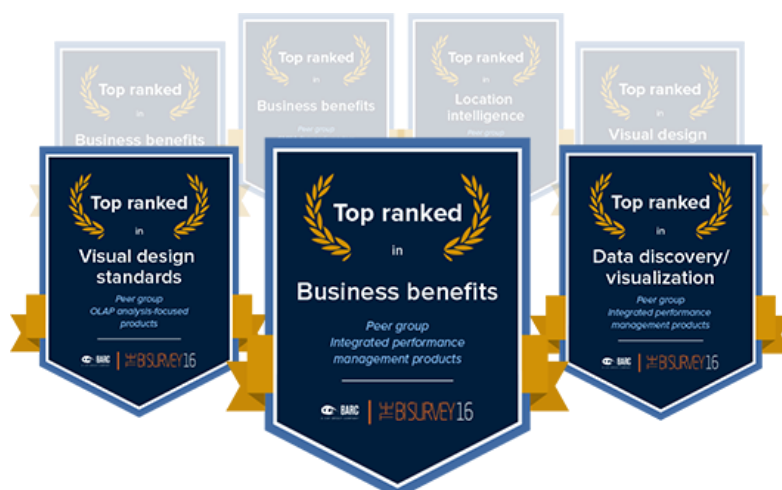 Top ranked
in
Business benefits
Top ranked
in
Business benefits
Peer group
Top ranked
in
Location
intelligence
Peer group
Top ranked
in
Visual design
Top ranked
in
Visual design
standards
Peer group
OLAP analysis-focused
products
BARC
THE BI SURVEY 16
Top ranked
in
Business benefits
Peer group
Integrated performance
management products
BARC
THE BI SURVEY 16
Top ranked
in
Data discovery/
visualization
Peer group
Integrated performance
management products
BARC
THE BI SURVEY 16